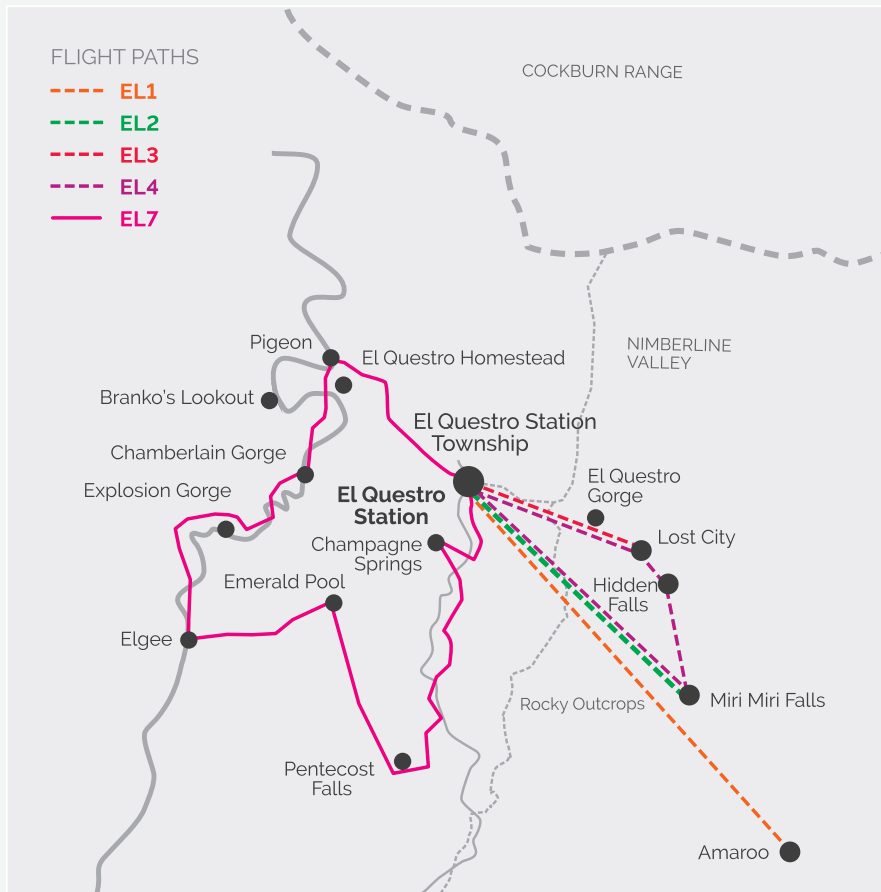 FLIGHT PATHS
EL1
EL2
EL3
EL4
EL7
COCKBURN RANGE
NIMBERLINE
VALLEY
Pigeon
El Questro Homestead
Branko's Lookout
El Questro Station
Township
Chamberlain Gorge
Explosion Gorge
El Questro
Gorge
El Questro
Station
Champagne
Springs
Lost City
Hidden
Falls
Emerald Pool
Elgee
Miri Miri Falls
Rocky Outcrops
Pentecost
Falls
Amaroo